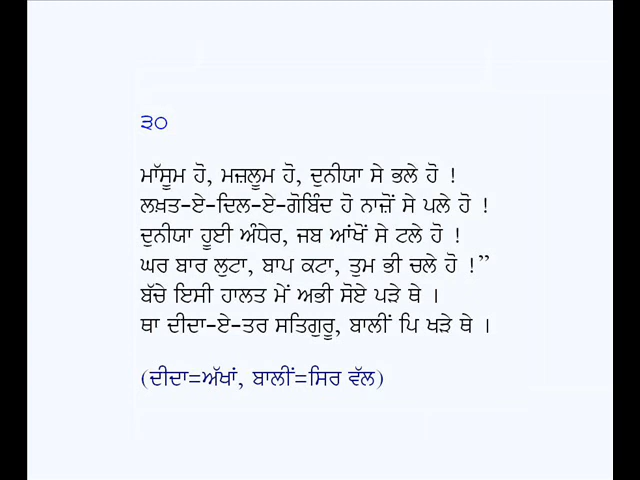 ੩੦
ਮਾੱਸੂਮ ਹੋ, ਮਜ਼ਲੂਮ ਹੋ, ਦੁਨੀਯਾ ਸੇ ਭਲੇ ਹੋ !
ਲਖ਼ਤ-ਏ-ਦਿਲ-ਏ-ਗੋਬਿੰਦ ਹੋ ਨਾਜ਼ੋਂ ਸੇ ਪਲੇ ਹੋ !
ਦੁਨੀਯਾ ਹੂਈ ਅੰਧੇਰ, ਜਬ ਆਂਖੋਂ ਸੇ ਟਲੇ ਹੋ !
ਘਰ ਬਾਰ ਲੁਟਾ, ਬਾਪ ਕਟਾ, ਤੁਮ ਭੀ ਚਲੇ ਹੋ !”
ਬੱਚੇ ਇਸੀ ਹਾਲਤ ਮੇਂ ਅਭੀ ਸੋਏ ਪੜੇ ਥੇ ।
ਥਾ ਦੀਦਾ-ਏ-ਤਰ ਸਤਿਗੁਰੂ, ਬਾਲੀਂ ਪਿ ਖੜੇ ਥੇ ।
(ਦੀਦਾ=ਅੱਖਾਂ, ਬਾਲੀਂ=ਸਿਰ ਵੱਲ)